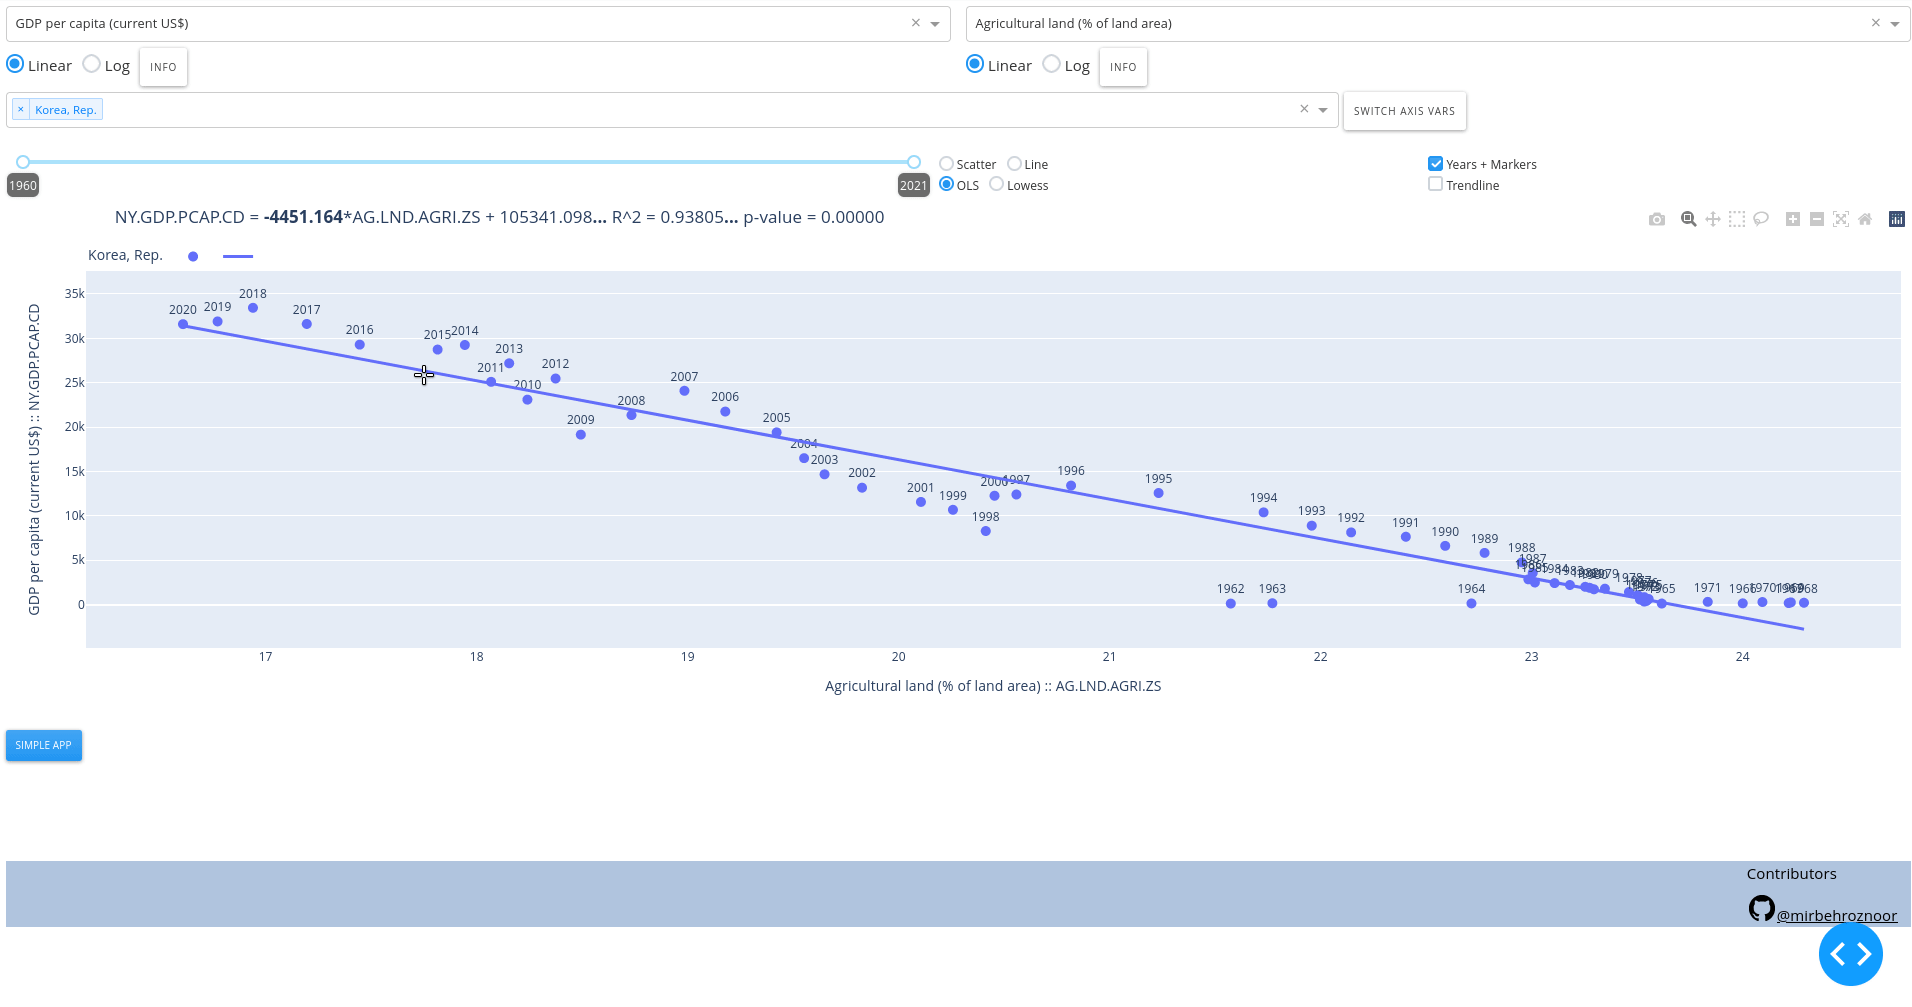 GDP per capita (current US$)
Agricultural land (% of land area)
Linear Log INFO
Linear Log INFO
× Korea, Rep.
SWITCH AXIS VARS
1960
2021
Scatter Line
OLS Lowess
Years + Markers
Trendline
NY.GDP.PCAP.CD = -4451.164*AG.LND.AGRI.ZS + 105341.098... R^2 = 0.93805... p-value = 0.00000
Korea, Rep.
GDP per capita (current US$) :: NY.GDP.PCAP.CD
35k
30k
25k
20k
15k
10k
5k
0
2020
2019
2018
2017
2016
2015
2014
2013
2012
2011
2010
2009
2008
2007
2006
2005
2004
2003
2002
2001
1999
1998
2000
1997
1996
1995
1994
1993
1992
1991
1990
1989
1988
1987
1962
1963
1964
1965
1971
1966
1970
1968
17
18
19
20
21
22
23
24
Agricultural land (% of land area) :: AG.LND.AGRI.ZS
SIMPLE APP
Contributors
@mirbehroznoor